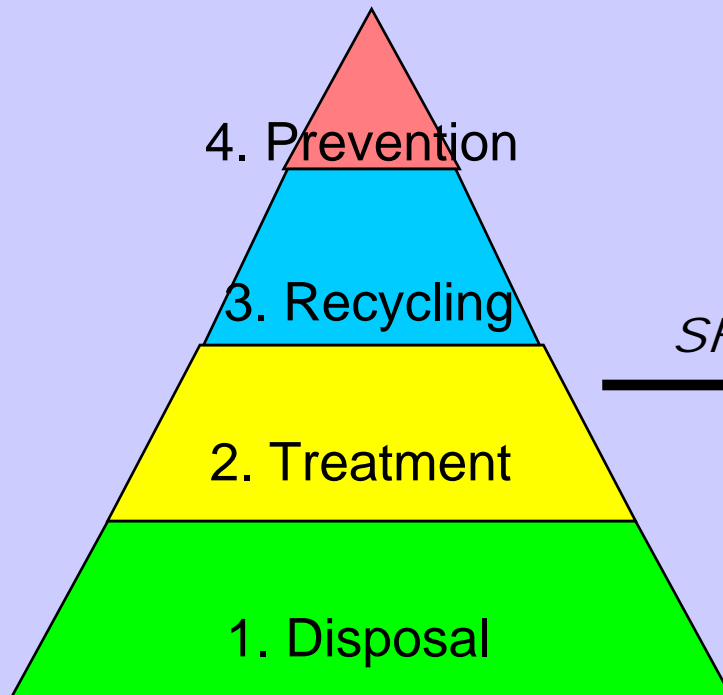 4. Prevention
3. Recycling
2. Treatment
1. Disposal